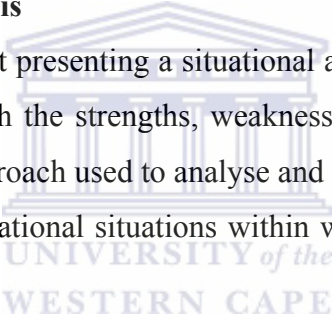 is
t presenting a situational a
h the strengths, weakness
roach used to analyse and
ational situations within w
UNIVERSITY of the
WESTERN CAPE